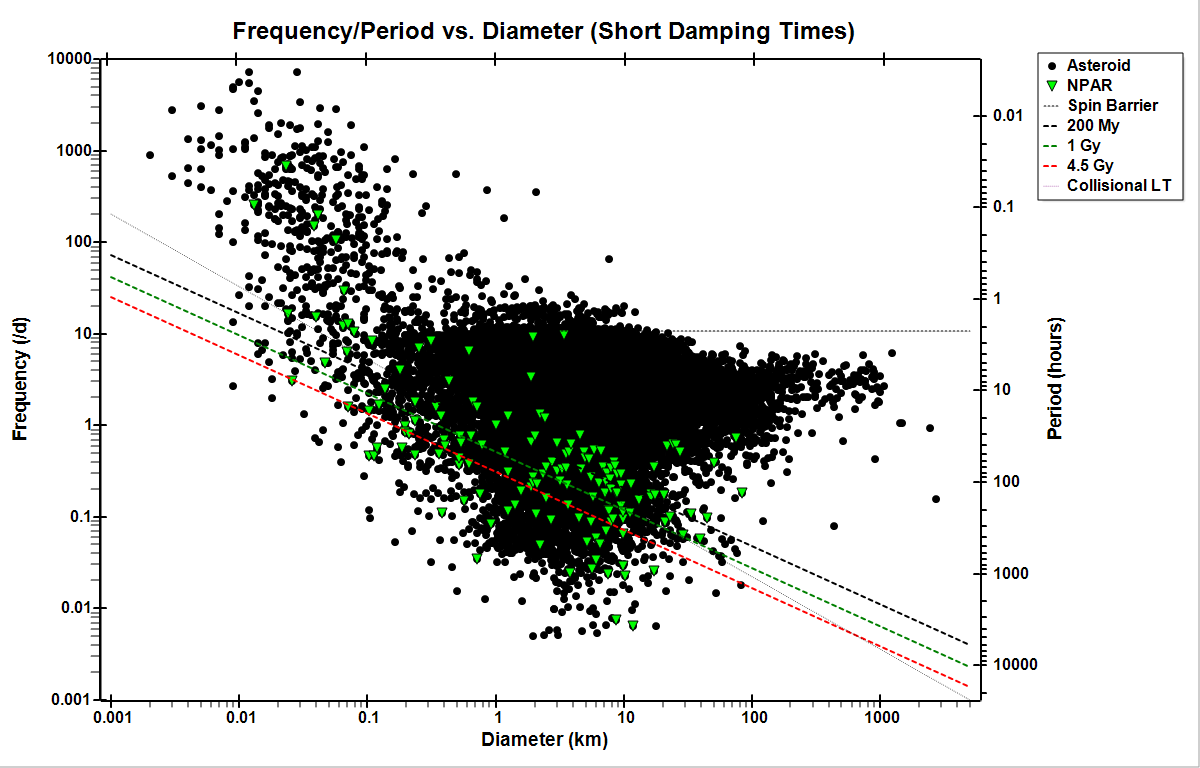 Frequency/Period vs. Diameter (Short Damping Times)
Asteroid
NPAR
Spin Barrier
200 My
1 Gy
4.5 Gy
Collisional LT
Frequency (/d)
10000
1000
100
10
1
0.1
0.01
0.001
0.01
0.1
1
10
100
1000
10000
Period (hours)
0.001
0.01
0.1
1
10
100
1000
Diameter (km)